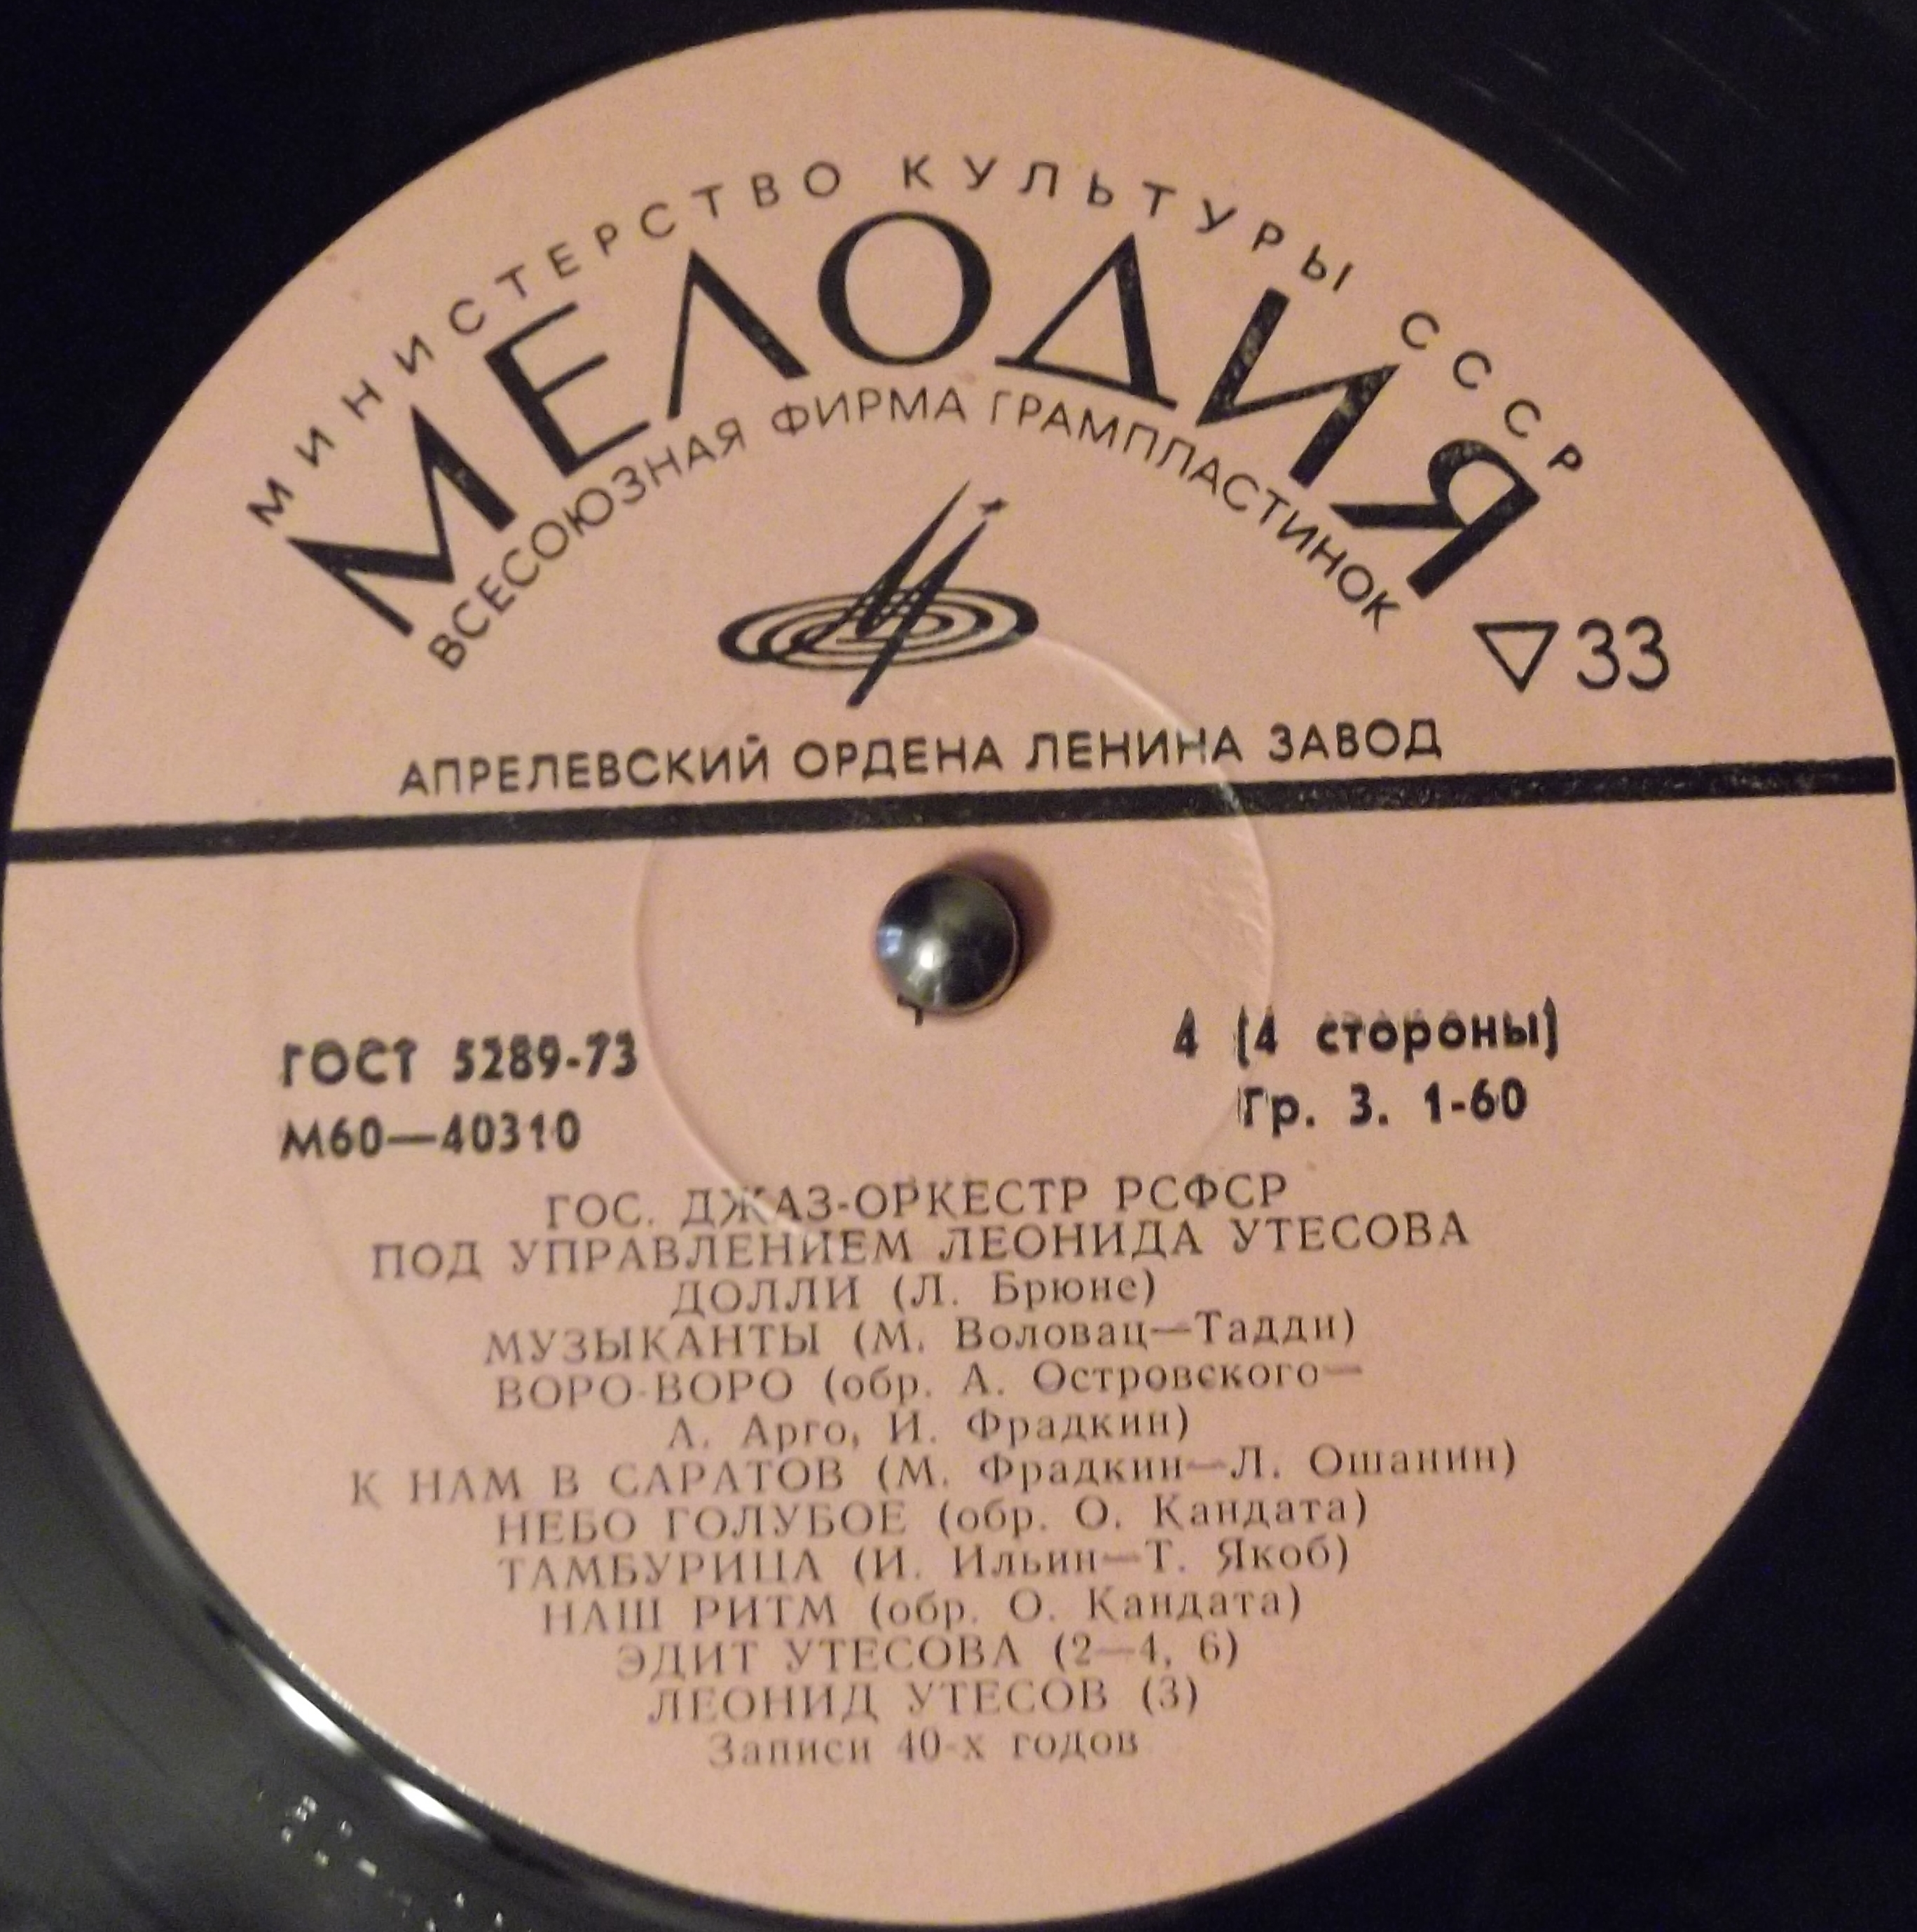 МИНИСТЕРСТВО КУЛЬТУРЫ СССР
МЕЛОДИЯ
ВСЕСОЮЗНАЯ ФИРМА ГРАМПЛАСТИНОК
▽33
АПРЕЛЕВСКИЙ ОРДЕНА ЛЕНИНА ЗАВОД
ГОСТ 5289-73
М60—40310
4 (4 стороны)
Гр. 3. 1-60
ГОС. ДЖАЗ-ОРКЕСТР РСФСР
ПОД УПРАВЛЕНИЕМ ЛЕОНИДА УТЕСОВА
ДОЛЛИ (Л. Брюне)
МУЗЫКАНТЫ (М. Воловац—Тадди)
ВОРО-ВОРО (обр. А. Островского—
А. Арго, И. Фрадкин)
К НАМ В САРАТОВ (М. Фрадкин—Л. Ошанин)
НЕБО ГОЛУБОЕ (обр. О. Кандата)
ТАМБУРИЦА (И. Ильин—Т. Якоб)
НАШ РИТМ (обр. О. Кандата)
ЭДИТ УТЕСОВА (2—4, 6)
ЛЕОНИД УТЕСОВ (3)
Записи 40-х годов